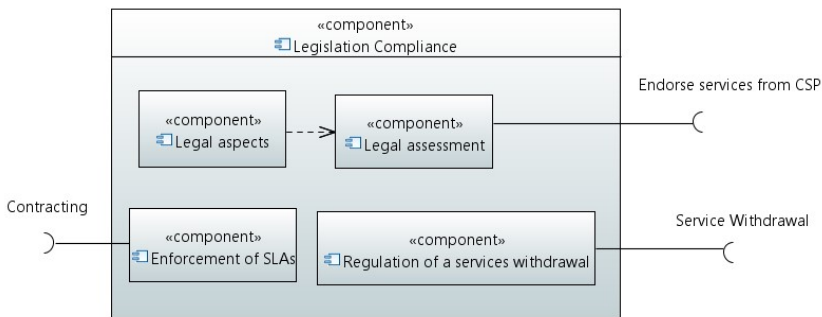 «component»
Legislation Compliance
Endorse services from CSP
«component»
Legal aspects
«component»
Legal assessment
Contracting
Service Withdrawal
«component»
Enforcement of SLAs
«component»
Regulation of a services withdrawal